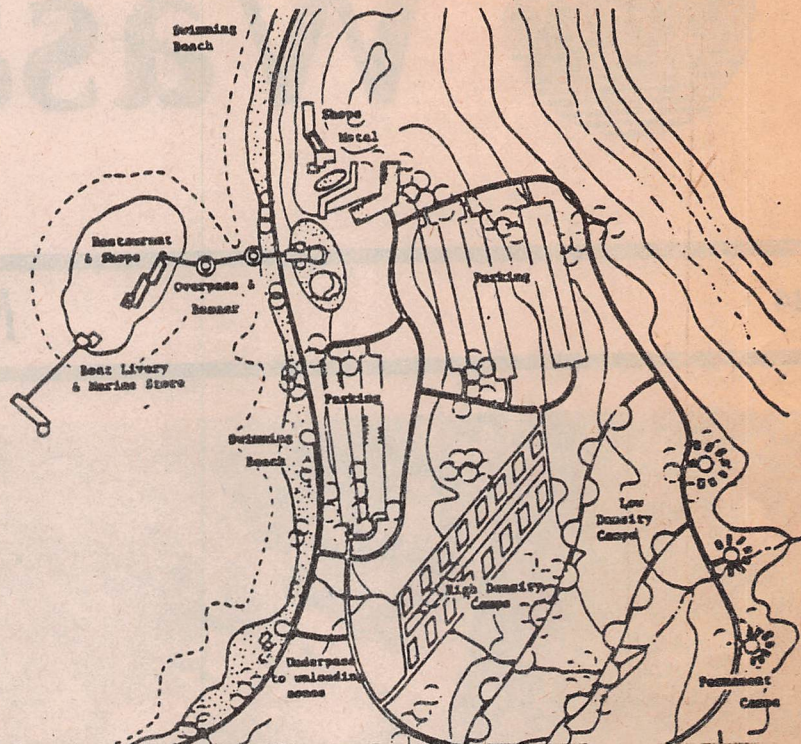 Swimming
Beach
Shops
Motel
Restaurant
& Shops
Overpass &
Bazaar
Parking
Boat Livery
& Marine Store
Parking
Swimming
Beach
Low
Density
Camps
High Density
Camps
Underpass
to unloading
zones
Permanent
Camps